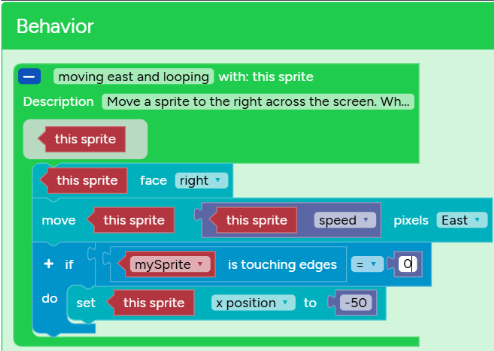 Behavior
moving east and looping with: this sprite
Description Move a sprite to the right across the screen. Wh...
this sprite
this sprite face right
move this sprite this sprite speed pixels East
+ if mySprite is touching edges = 0
do set this sprite x position to -50